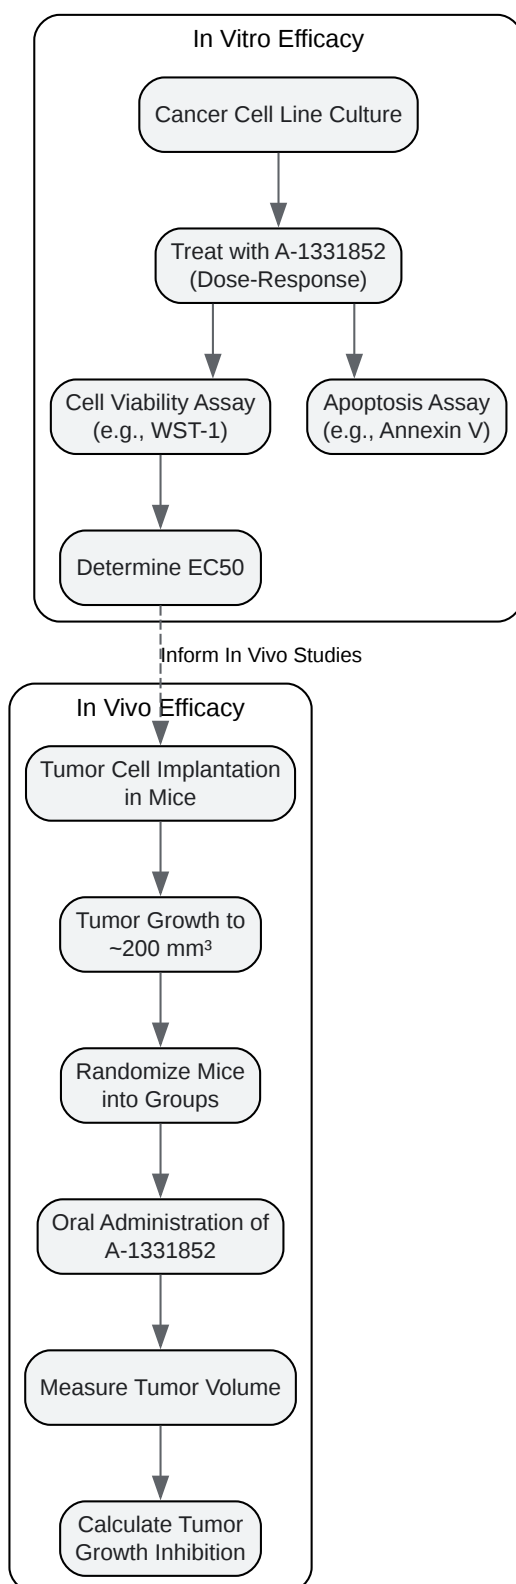 In Vitro Efficacy
Cancer Cell Line Culture
Treat with A-1331852
(Dose-Response)
Cell Viability Assay
(e.g., WST-1)
Apoptosis Assay
(e.g., Annexin V)
Determine EC50
Inform In Vivo Studies
In Vivo Efficacy
Tumor Cell Implantation
in Mice
Tumor Growth to
~200 mm³
Randomize Mice
into Groups
Oral Administration of
A-1331852
Measure Tumor Volume
Calculate Tumor
Growth Inhibition